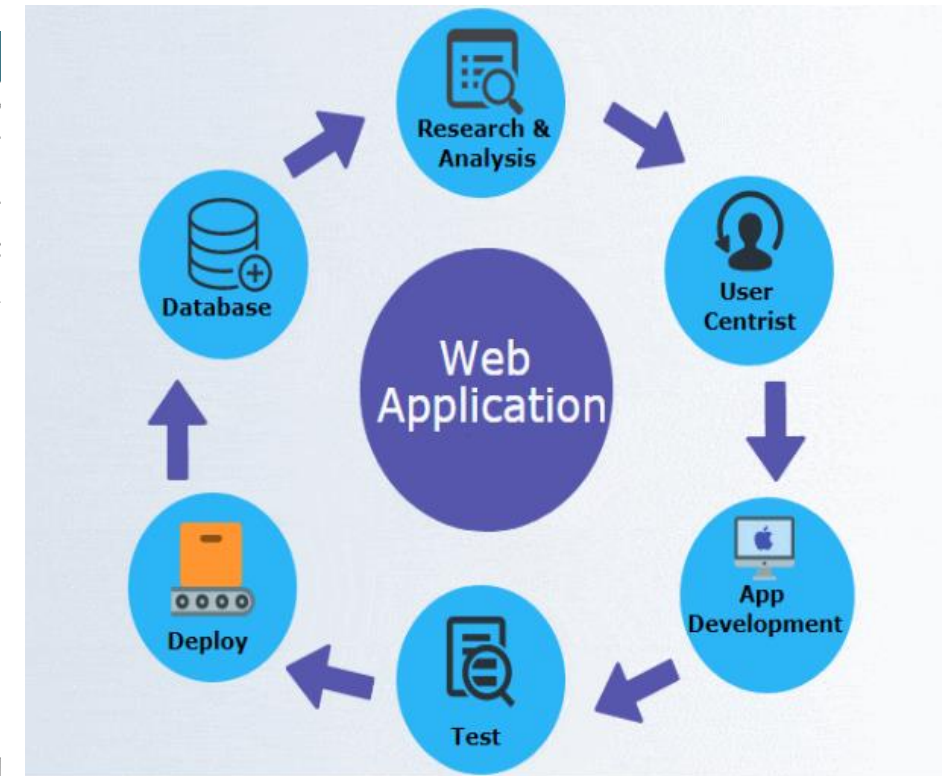 Research &
Analysis
User
Centrist
App
Development
Test
Deploy
Database
Web
Application